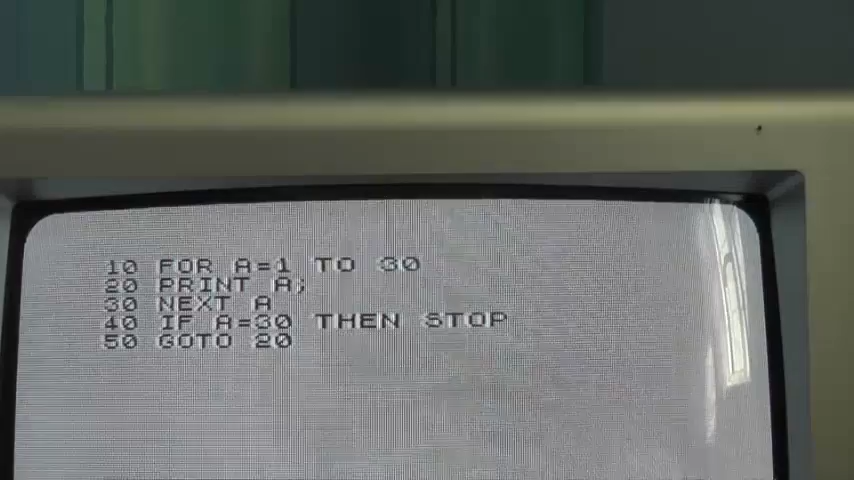 10 FOR A=1 TO 30
20 PRINT A;
30 NEXT A
40 IF A=30 THEN STOP
50 GOTO 20